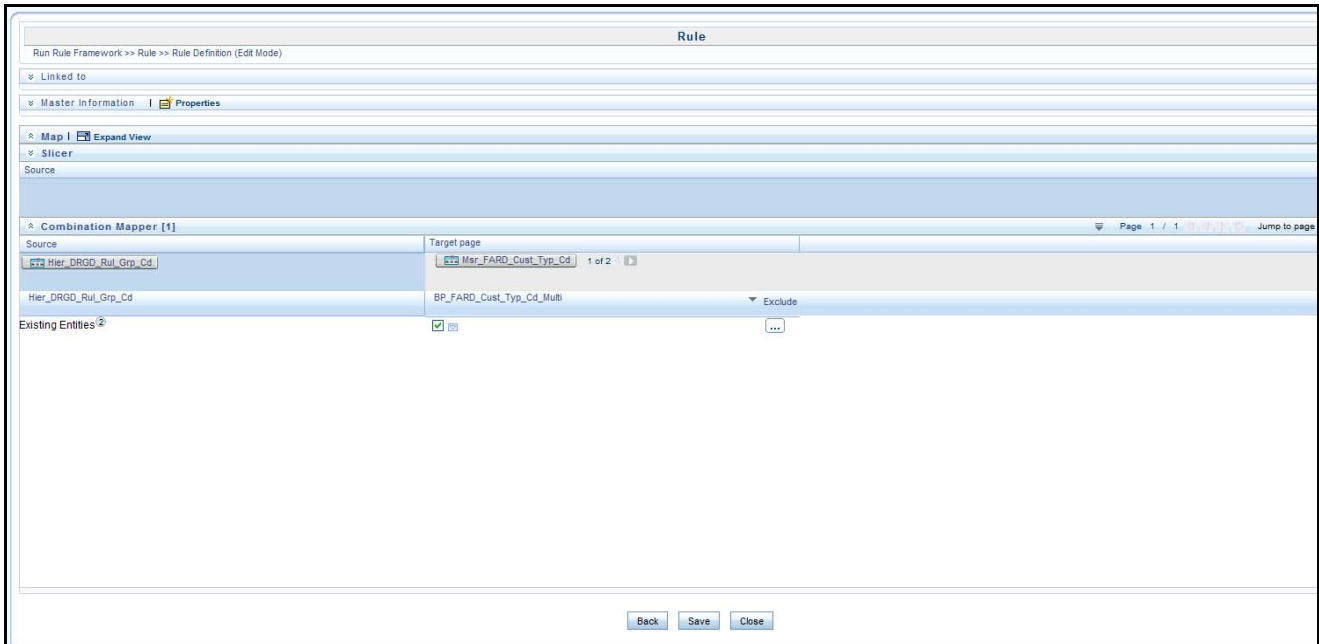 Rule
Run Rule Framework >> Rule >> Rule Definition (Edit Mode)
Linked to
Master Information | Properties
Map | Expand View
Slicer
Source
Combination Mapper [1] Page 1 / 1 Jump to page
Source Target page
Hier_DRGD_Rul_Grp_Cd Msr_FARD_Cust_Typ_Cd 1 of 2
Hier_DRGD_Rul_Grp_Cd BP_FARD_Cust_Typ_Cd_Multi Exclude
Existing Entities 2 ...
Back Save Close